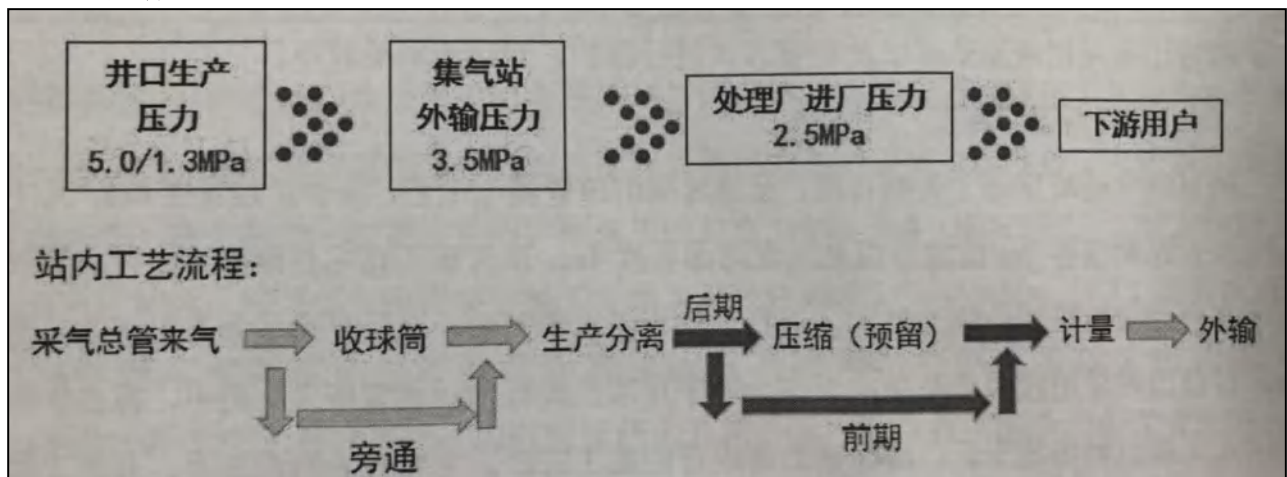 井口生产
压力
5.0/1.3MPa
集气站
外输压力
3.5MPa
处理厂进厂压力
2.5MPa
下游用户
站内工艺流程：
采气总管来气 收球筒 生产分离 后期 压缩（预留） 计量 外输
旁通 前期